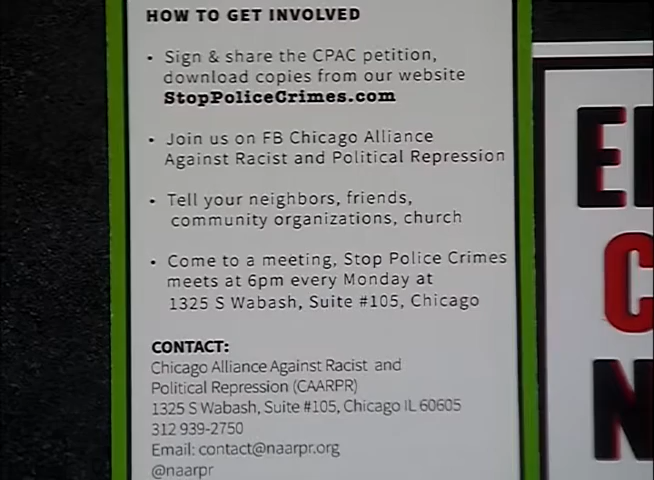 HOW TO GET INVOLVED
• Sign & share the CPAC petition,
download copies from our website
StopPoliceCrimes.com
• Join us on FB Chicago Alliance
Against Racist and Political Repression
• Tell your neighbors, friends,
community organizations, church
• Come to a meeting, Stop Police Crimes
meets at 6pm every Monday at
1325 S Wabash, Suite #105, Chicago
CONTACT:
Chicago Alliance Against Racist and
Political Repression (CAARPR)
1325 S Wabash, Suite #105, Chicago IL 60605
312 939-2750
Email: contact@naarpr.org
@naarpr